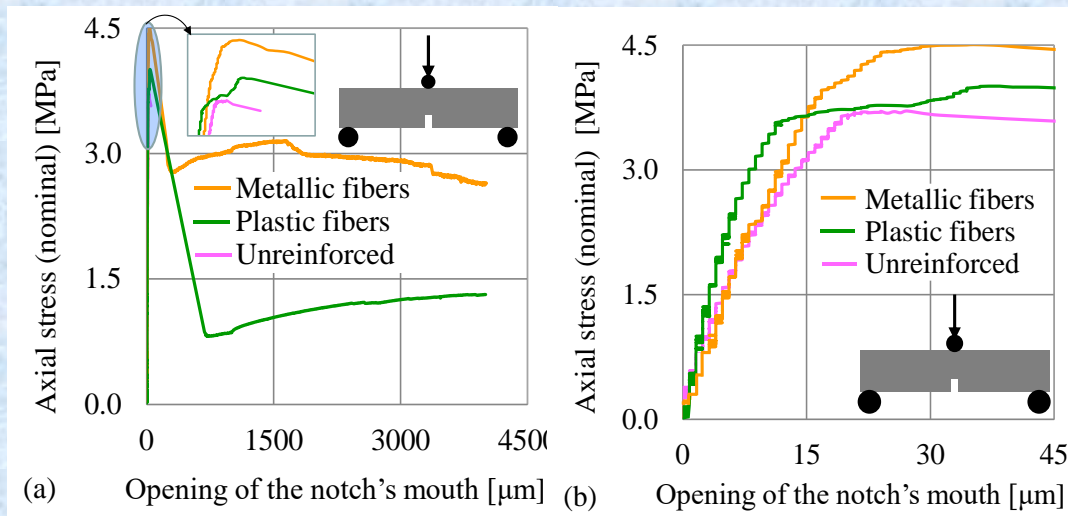 Axial stress (nominal) [MPa]
4.5
3.0
1.5
0.0
Metallic fibers
Plastic fibers
Unreinforced
0
1500
3000
4500
(a)
Opening of the notch's mouth [μm]
Axial stress (nominal) [MPa]
4.5
3.0
1.5
0.0
Metallic fibers
Plastic fibers
Unreinforced
0
15
30
45
(b)
Opening of the notch's mouth [μm]